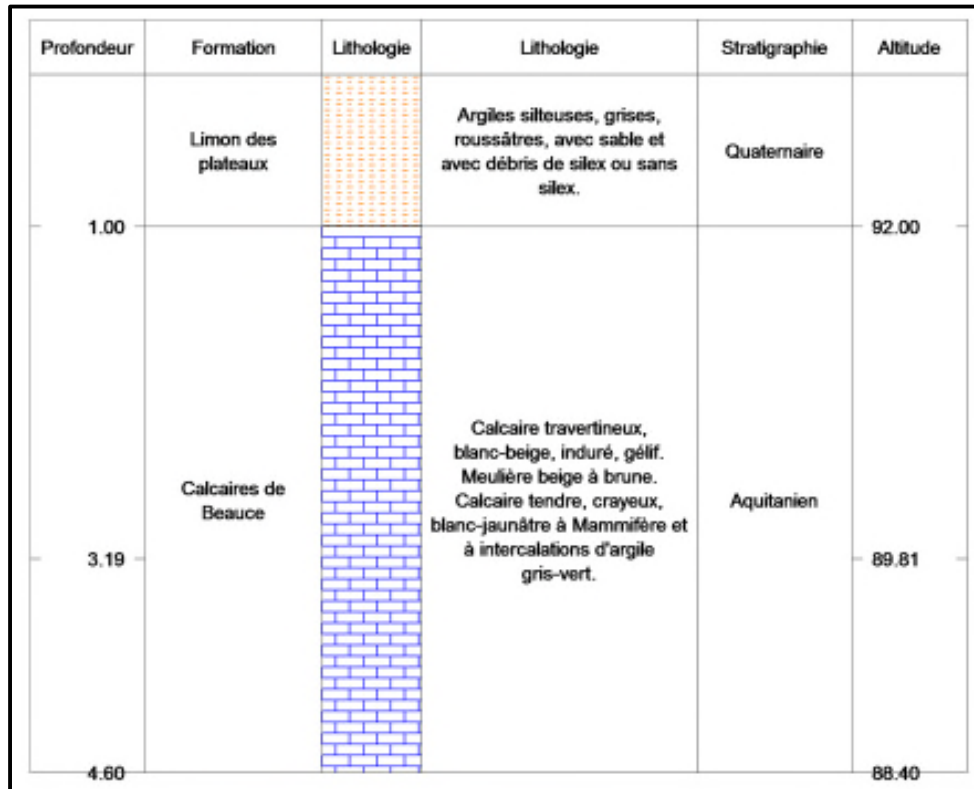 Profondeur Formation Lithologie Lithologie Stratigraphie Altitude
Limon des
plateaux
Argiles silteuses, grises,
roussâtres, avec sable et
avec débris de silex ou sans
silex.
Quaternaire
1.00 92.00
Calcaires de
Beauce
Calcaire travertineux,
blanc-beige, induré, gélif.
Meulière beige à brune.
Calcaire tendre, crayeux,
blanc-jaunâtre à Mammifère et
à intercalations d'argile
gris-vert.
Aquitanien
3.19 89.81
4.60 88.40